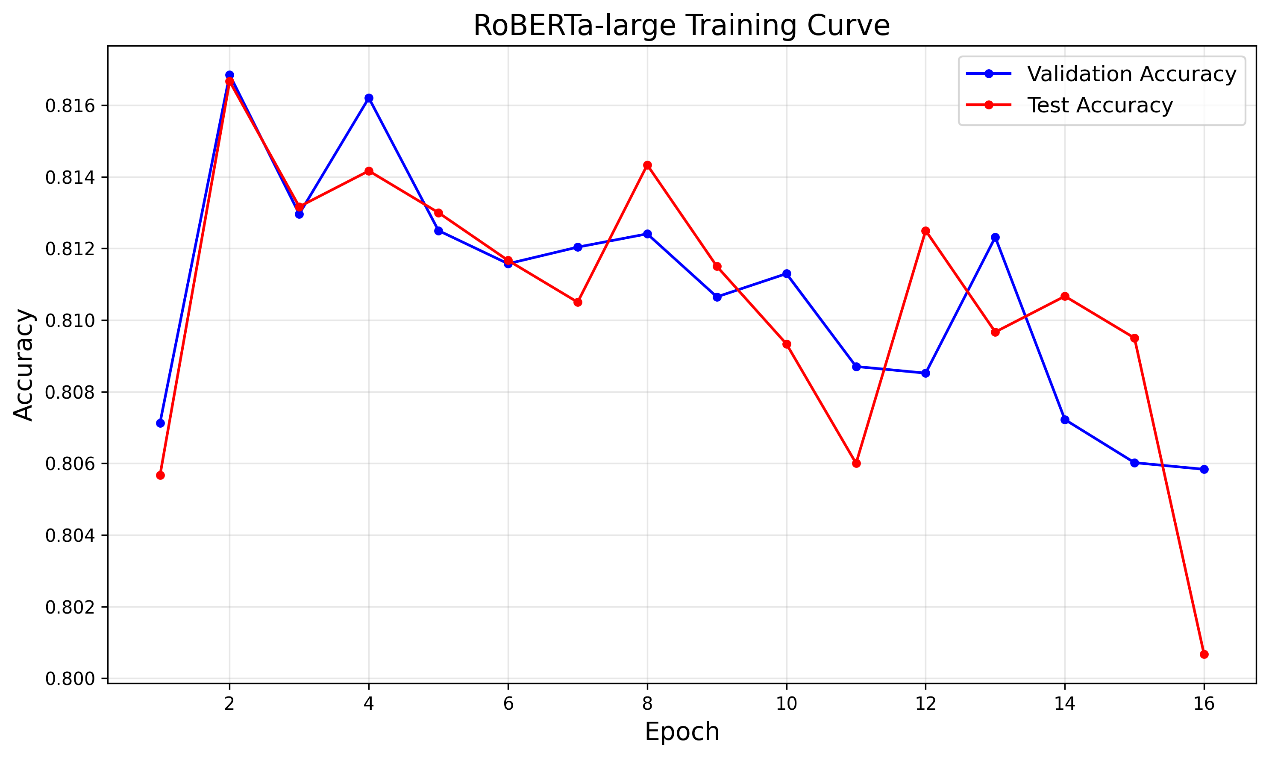 RoBERTa-large Training Curve
Validation Accuracy
Test Accuracy
Accuracy
0.816
0.814
0.812
0.810
0.808
0.806
0.804
0.802
0.800
2 4 6 8 10 12 14 16
Epoch